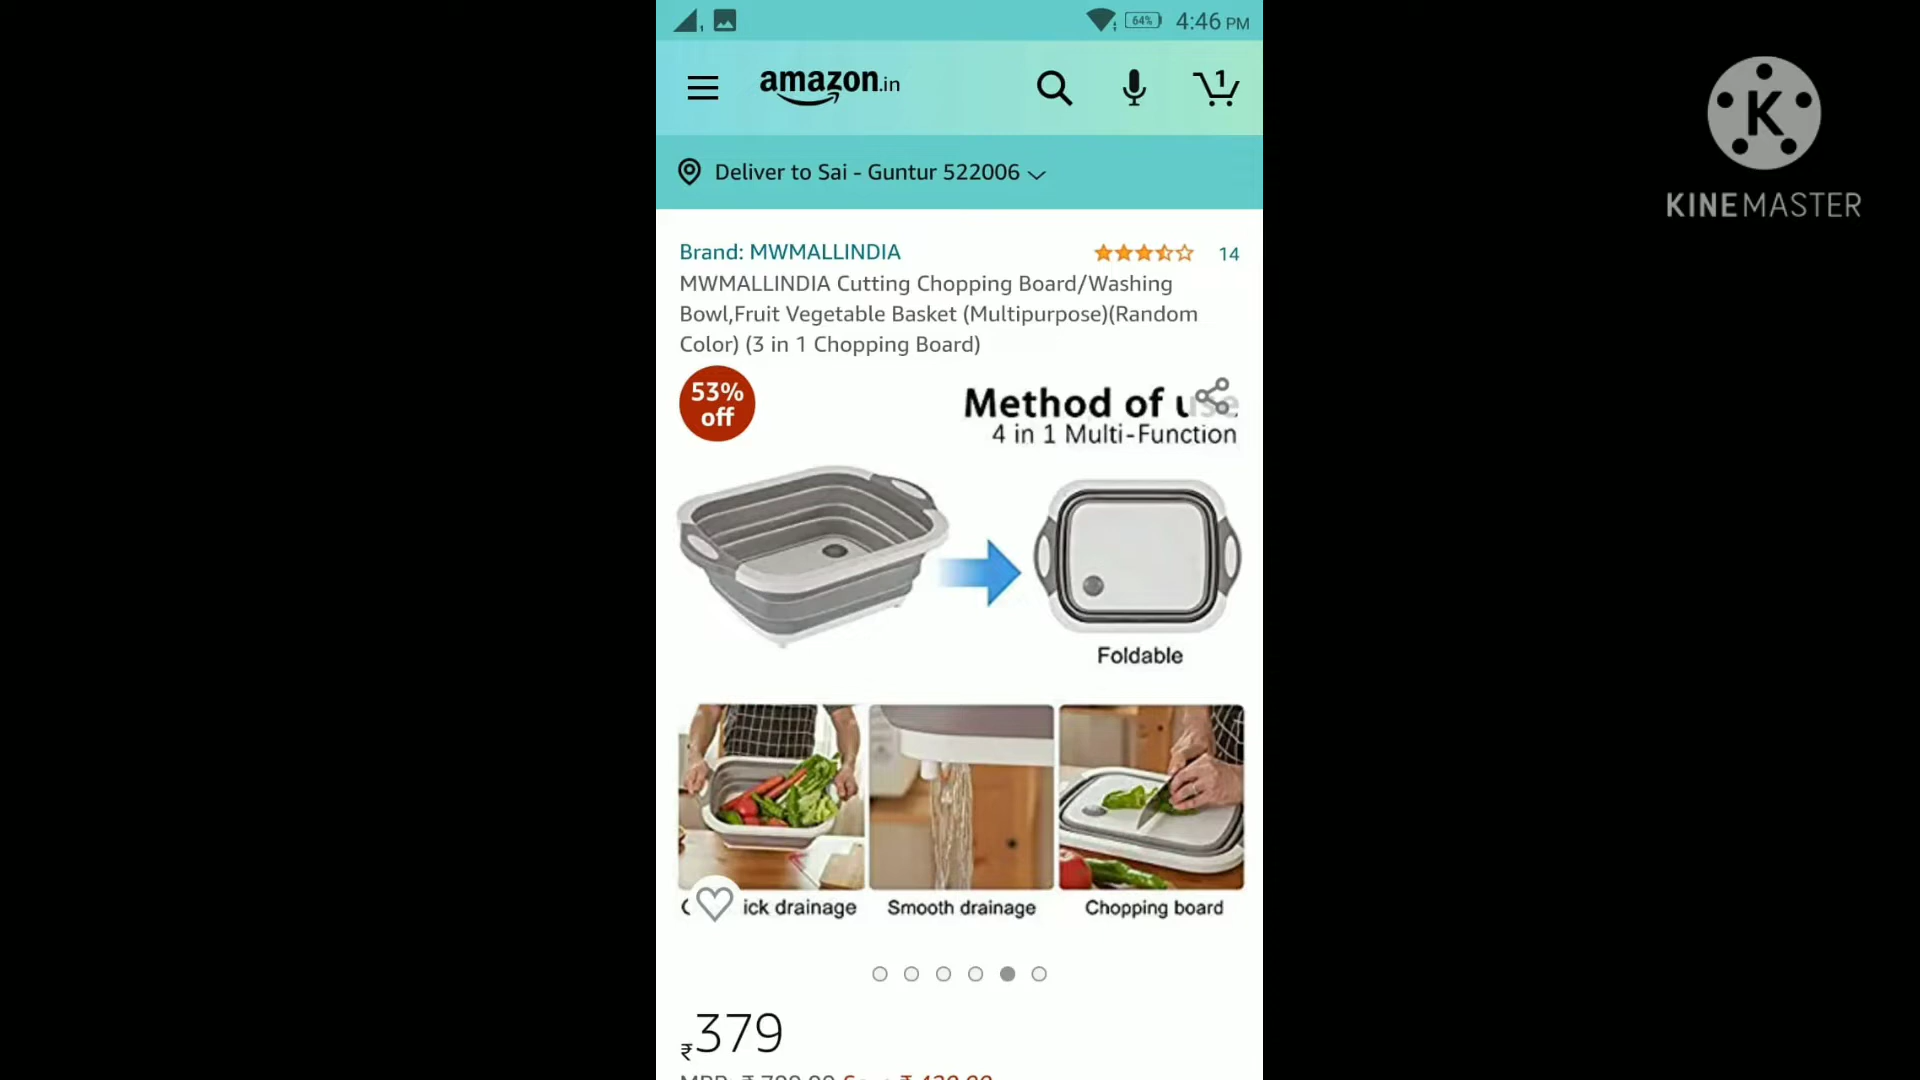 64% 4:46 PM
amazon.in
1
Deliver to Sai - Guntur 522006
KINEMASTER
Brand: MWMALLINDIA 14
MWMALLINDIA Cutting Chopping Board/Washing
Bowl,Fruit Vegetable Basket (Multipurpose)(Random
Color) (3 in 1 Chopping Board)
53%
off
Method of use
4 in 1 Multi-Function
Foldable
ick drainage Smooth drainage Chopping board
₹379